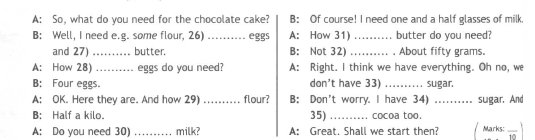 A: So, what do you need for the chocolate cake?
B: Well, I need e.g. some flour, 26) .......... eggs
and 27) .......... butter.
A: How 28) .......... eggs do you need?
B: Four eggs.
A: OK. Here they are. And how 29) .......... flour?
B: Half a kilo.
A: Do you need 30) .......... milk?
B: Of course! I need one and a half glasses of milk.
A: How 31) .......... butter do you need?
B: Not 32) .......... . About fifty grams.
A: Right. I think we have everything. Oh no, we
don't have 33) .......... sugar.
B: Don't worry. I have 34) .......... sugar. And
35) .......... cocoa too.
A: Great. Shall we start then?
Marks: __
10